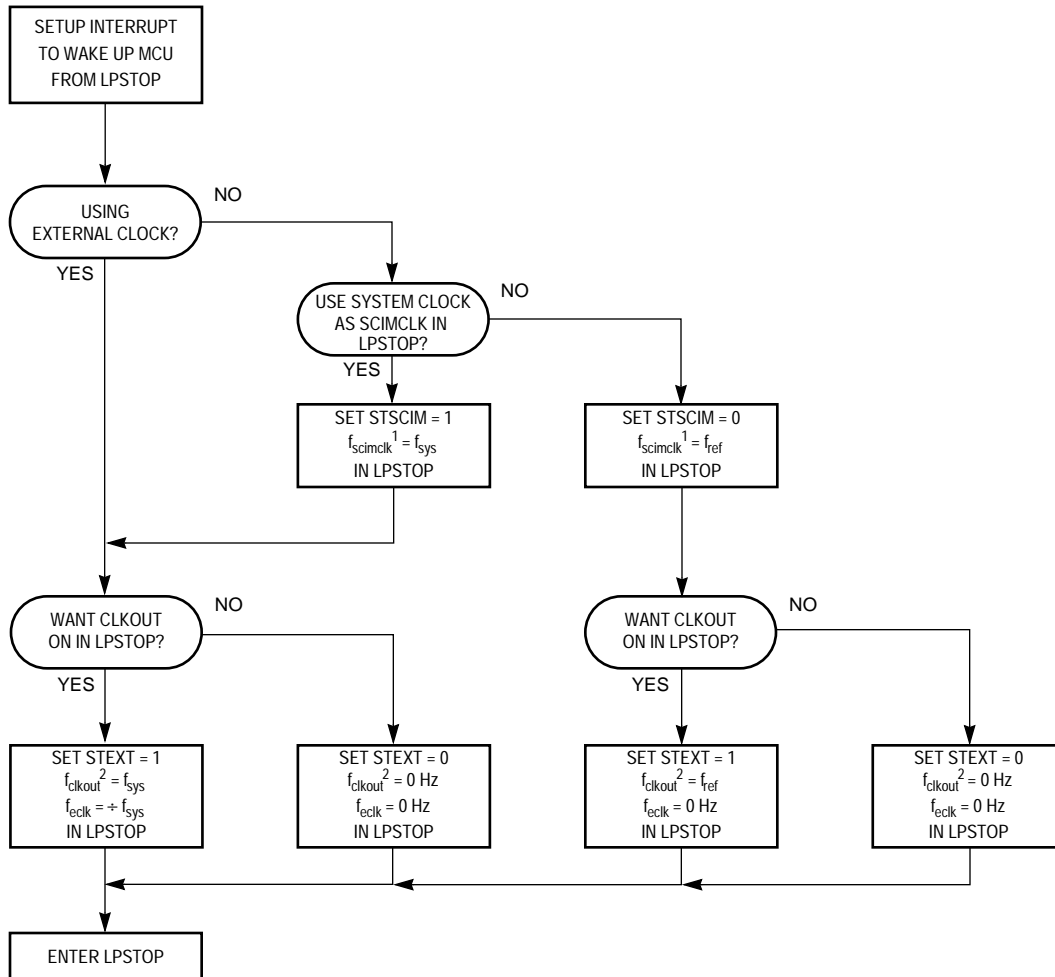 SETUP INTERRUPT
TO WAKE UP MCU
FROM LPSTOP
NO
USING
EXTERNAL CLOCK?
YES
NO
USE SYSTEM CLOCK
AS SCIMCLK IN
LPSTOP?
YES
SET STSCIM = 1
fscimclk¹ = fsys
IN LPSTOP
SET STSCIM = 0
fscimclk¹ = fref
IN LPSTOP
NO
WANT CLKOUT
ON IN LPSTOP?
YES
NO
WANT CLKOUT
ON IN LPSTOP?
YES
SET STEXT = 1
fclkout² = fsys
feclk = ÷ fsys
IN LPSTOP
SET STEXT = 0
fclkout² = 0 Hz
feclk = 0 Hz
IN LPSTOP
SET STEXT = 1
fclkout² = fref
feclk = 0 Hz
IN LPSTOP
SET STEXT = 0
fclkout² = 0 Hz
feclk = 0 Hz
IN LPSTOP
ENTER LPSTOP